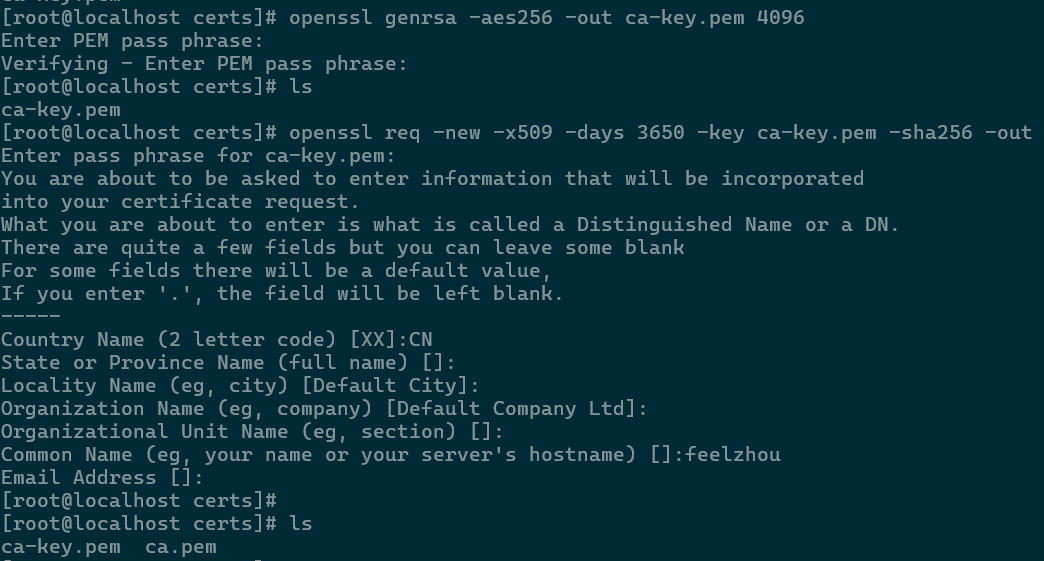 [root@localhost certs]# openssl genrsa -aes256 -out ca-key.pem 4096
Enter PEM pass phrase:
Verifying - Enter PEM pass phrase:
[root@localhost certs]# ls
ca-key.pem
[root@localhost certs]# openssl req -new -x509 -days 3650 -key ca-key.pem -sha256 -out
Enter pass phrase for ca-key.pem:
You are about to be asked to enter information that will be incorporated
into your certificate request.
What you are about to enter is what is called a Distinguished Name or a DN.
There are quite a few fields but you can leave some blank
For some fields there will be a default value,
If you enter '.', the field will be left blank.
-----
Country Name (2 letter code) [XX]:CN
State or Province Name (full name) []:
Locality Name (eg, city) [Default City]:
Organization Name (eg, company) [Default Company Ltd]:
Organizational Unit Name (eg, section) []:
Common Name (eg, your name or your server's hostname) []:feelzhou
Email Address []:
[root@localhost certs]#
[root@localhost certs]# ls
ca-key.pem  ca.pem